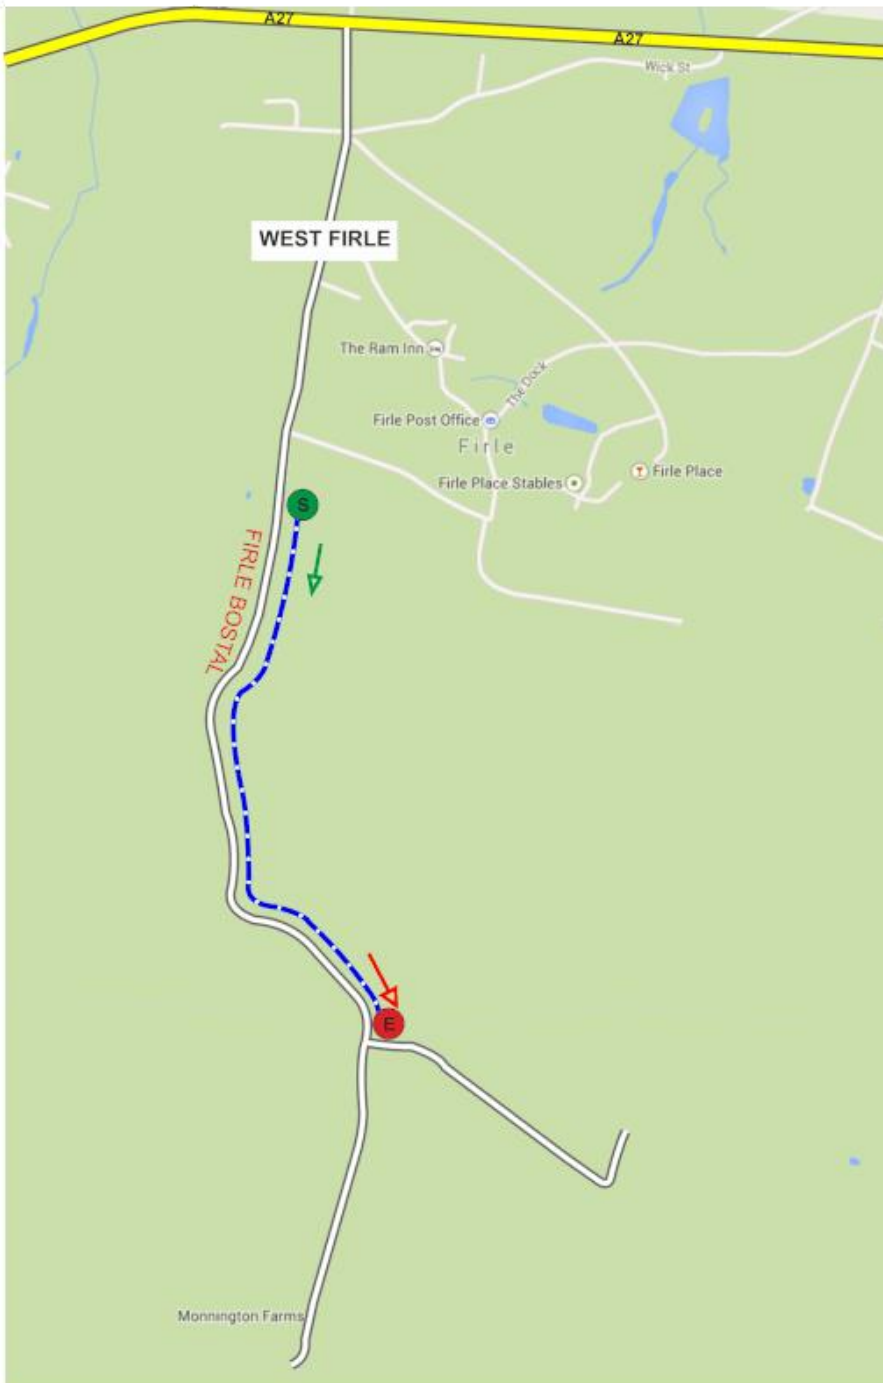 A27
A27
Wick St
WEST FIRLE
The Ram Inn
The Dock
Firle Post Office
Firle
Firle Place
Firle Place Stables
S
FIRLE BOSTAL
E
Monnington Farms